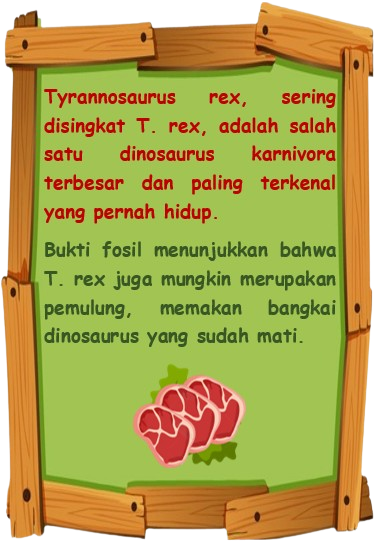 Tyrannosaurus rex, sering
disingkat T. rex, adalah salah
satu dinosaurus karnivora
terbesar dan paling terkenal
yang pernah hidup.
Bukti fosil menunjukkan bahwa
T. rex juga mungkin merupakan
pemulung, memakan bangkai
dinosaurus yang sudah mati.